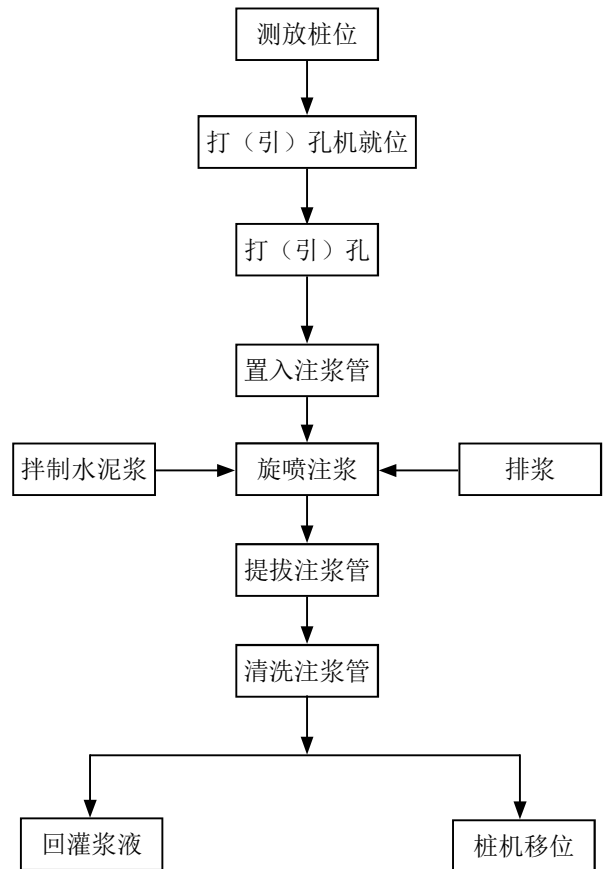 测放桩位
打（引）孔机就位
打（引）孔
置入注浆管
拌制水泥浆
旋喷注浆
排浆
提拔注浆管
清洗注浆管
回灌浆液
桩机移位